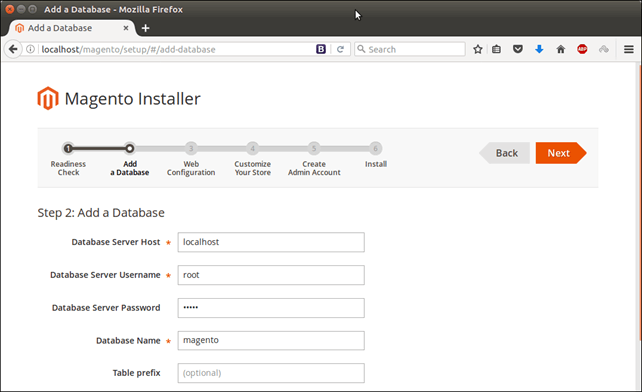 Add a Database - Mozilla Firefox
Add a Database
localhost/magento/setup/#/add-database
B
Search
ABP
Magento Installer
1
3
4
5
6
Readiness
Check
Add
a Database
Web
Configuration
Customize
Your Store
Create
Admin Account
Install
Back
Next
Step 2: Add a Database
Database Server Host * localhost
Database Server Username * root
Database Server Password •••••
Database Name * magento
Table prefix (optional)